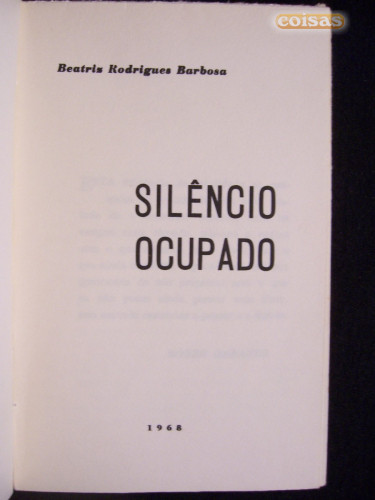 coisas
Beatriz Rodrigues Barbosa
SILÊNCIO
OCUPADO
1968